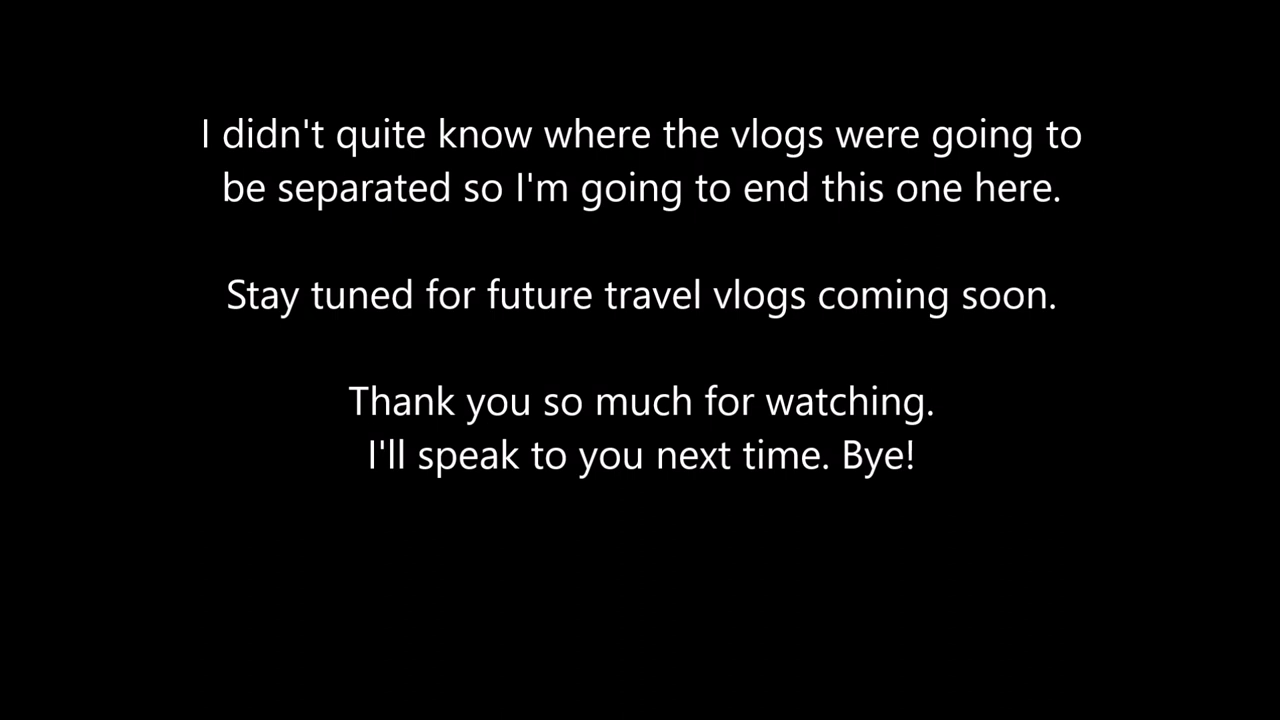 I didn't quite know where the vlogs were going to
be separated so I'm going to end this one here.
Stay tuned for future travel vlogs coming soon.
Thank you so much for watching.
I'll speak to you next time. Bye!